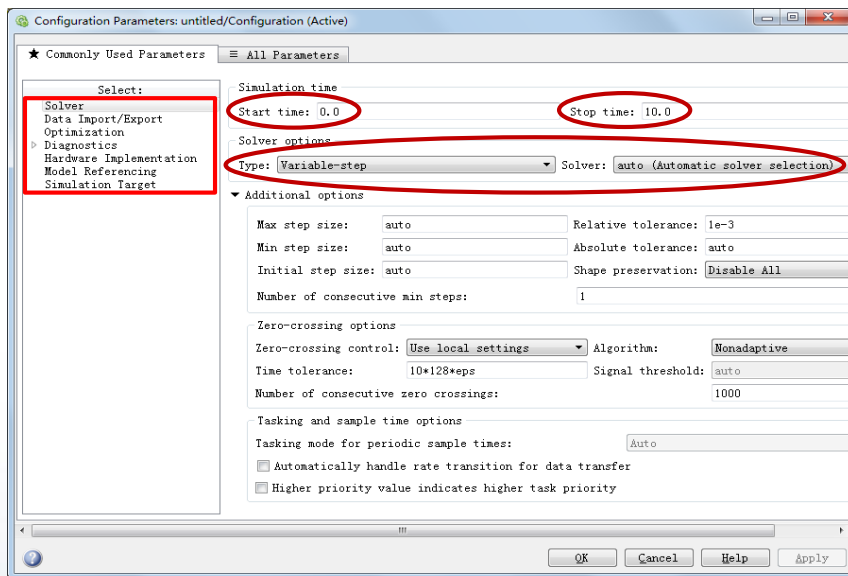 Configuration Parameters: untitled/Configuration (Active)
★ Commonly Used Parameters ≡ All Parameters
Select:
Solver
Data Import/Export
Optimization
Diagnostics
Hardware Implementation
Model Referencing
Simulation Target
Simulation time
Start time: 0.0 Stop time: 10.0
Solver options
Type: Variable-step Solver: auto (Automatic solver selection)
Additional options
Max step size: auto Relative tolerance: 1e-3
Min step size: auto Absolute tolerance: auto
Initial step size: auto Shape preservation: Disable All
Number of consecutive min steps: 1
Zero-crossing options
Zero-crossing control: Use local settings Algorithm: Nonadaptive
Time tolerance: 10*128*eps Signal threshold: auto
Number of consecutive zero crossings: 1000
Tasking and sample time options
Tasking mode for periodic sample times: Auto
Automatically handle rate transition for data transfer
Higher priority value indicates higher task priority
OK Cancel Help Apply